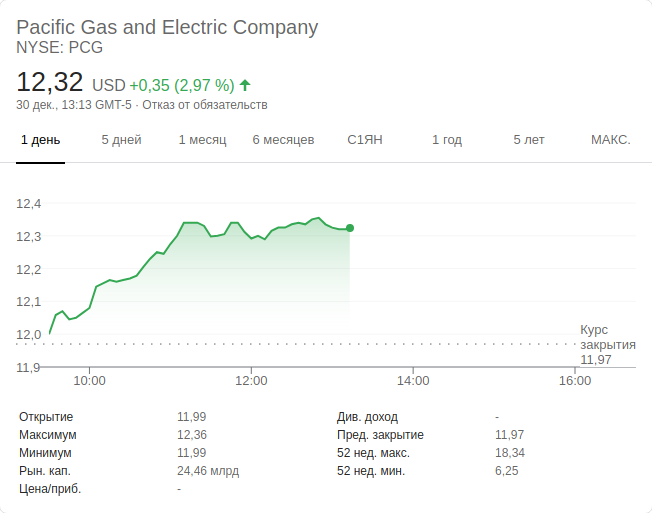 Pacific Gas and Electric Company
NYSE: PCG
12,32 USD +0,35 (2,97 %)
30 дек., 13:13 GMT-5 · Отказ от обязательств
1 день 5 дней 1 месяц 6 месяцев С1ЯН 1 год 5 лет МАКС.
12,4
12,3
12,2
12,1
12,0
11,9
Курс
закрытия
11,97
10:00 12:00 14:00 16:00
Открытие 11,99 Див. доход -
Максимум 12,36 Пред. закрытие 11,97
Минимум 11,99 52 нед. макс. 18,34
Рын. кап. 24,46 млрд 52 нед. мин. 6,25
Цена/приб. -